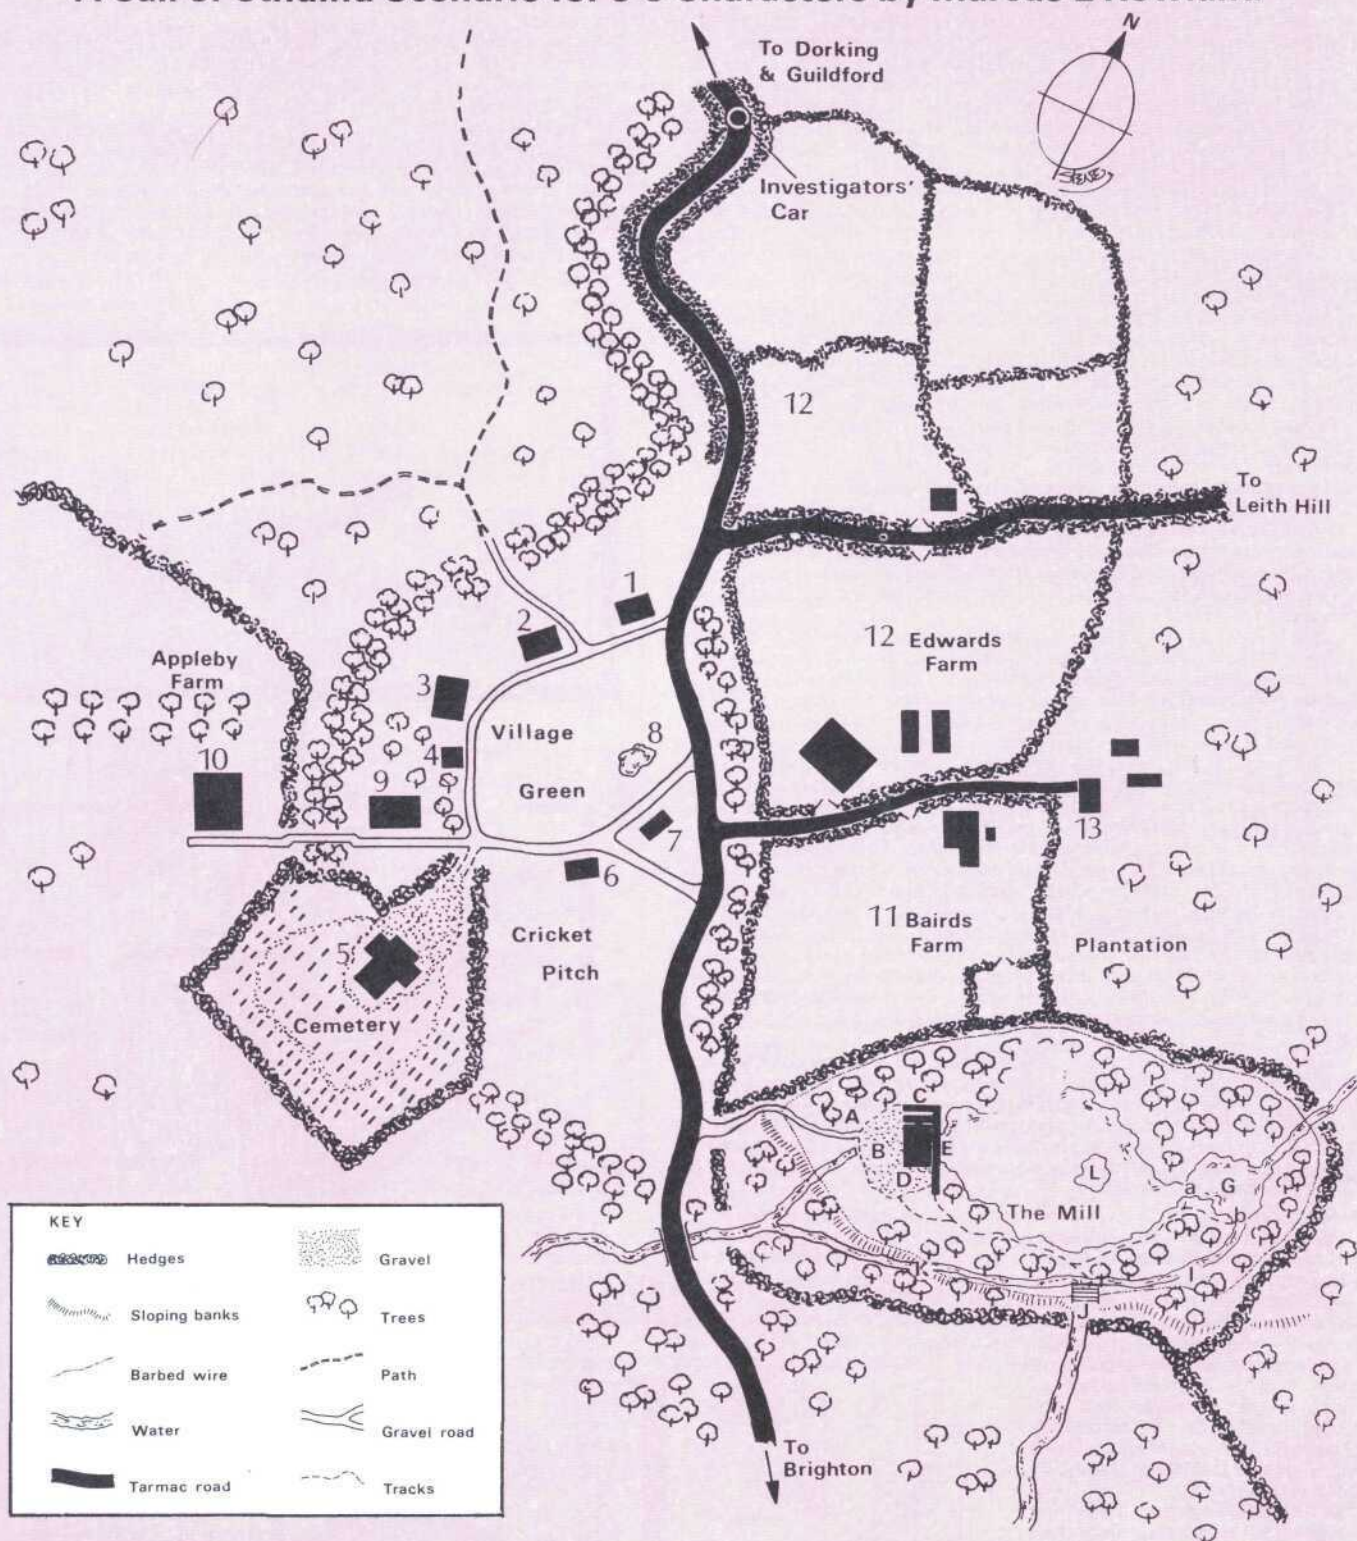 To Dorking
& Guildford
N
Investigators'
Car
12
To
Leith Hill
1
2
12 Edwards
Farm
Appleby
Farm
3
Village
8
4
Green
10
9
7
13
6
11 Bairds
Farm
Cricket
Pitch
Plantation
5
Cemetery
C
A
B
E
D
L
a
G
b
The Mill
K
I
J
KEY
Hedges
Gravel
Sloping banks
Trees
Barbed wire
Path
Water
Gravel road
Tarmac road
Tracks
To
Brighton